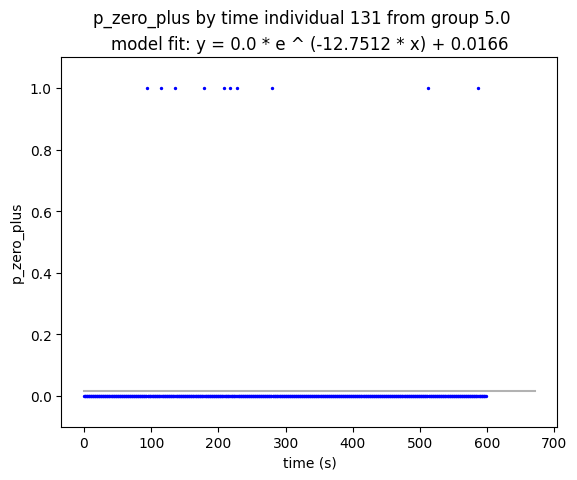 p_zero_plus by time individual 131 from group 5.0
model fit: y = 0.0 * e ^ (-12.7512 * x) + 0.0166
1.0
0.8
0.6
0.4
0.2
0.0
p_zero_plus
0 100 200 300 400 500 600 700
time (s)